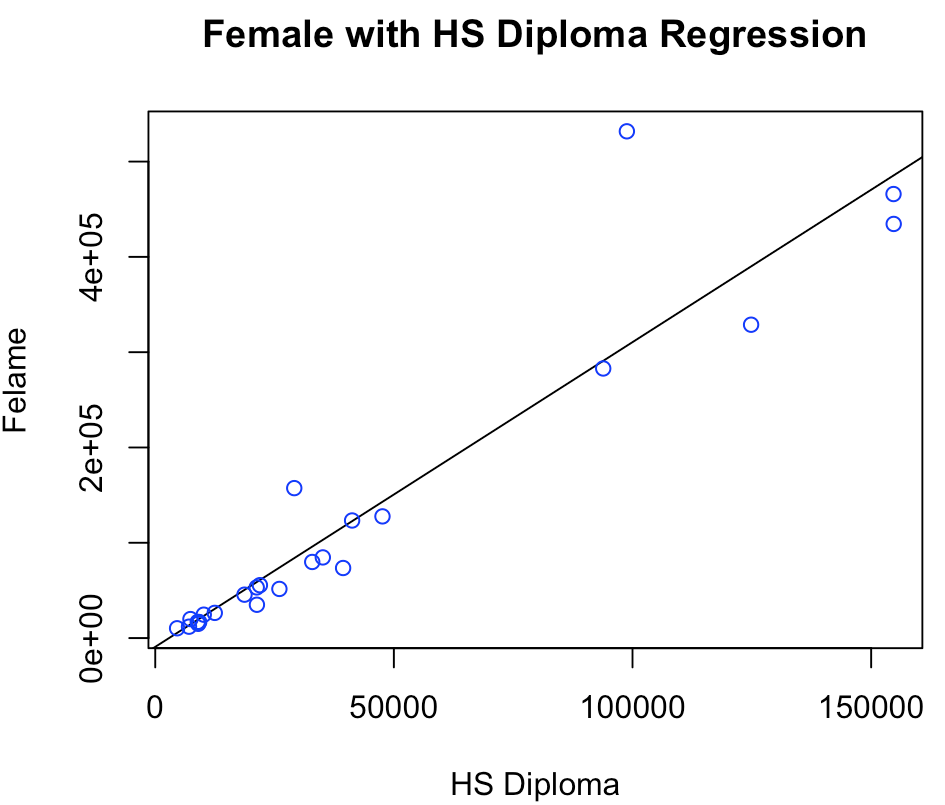 Female with HS Diploma Regression
Felame
4e+05
2e+05
0e+00
0 50000 100000 150000
HS Diploma